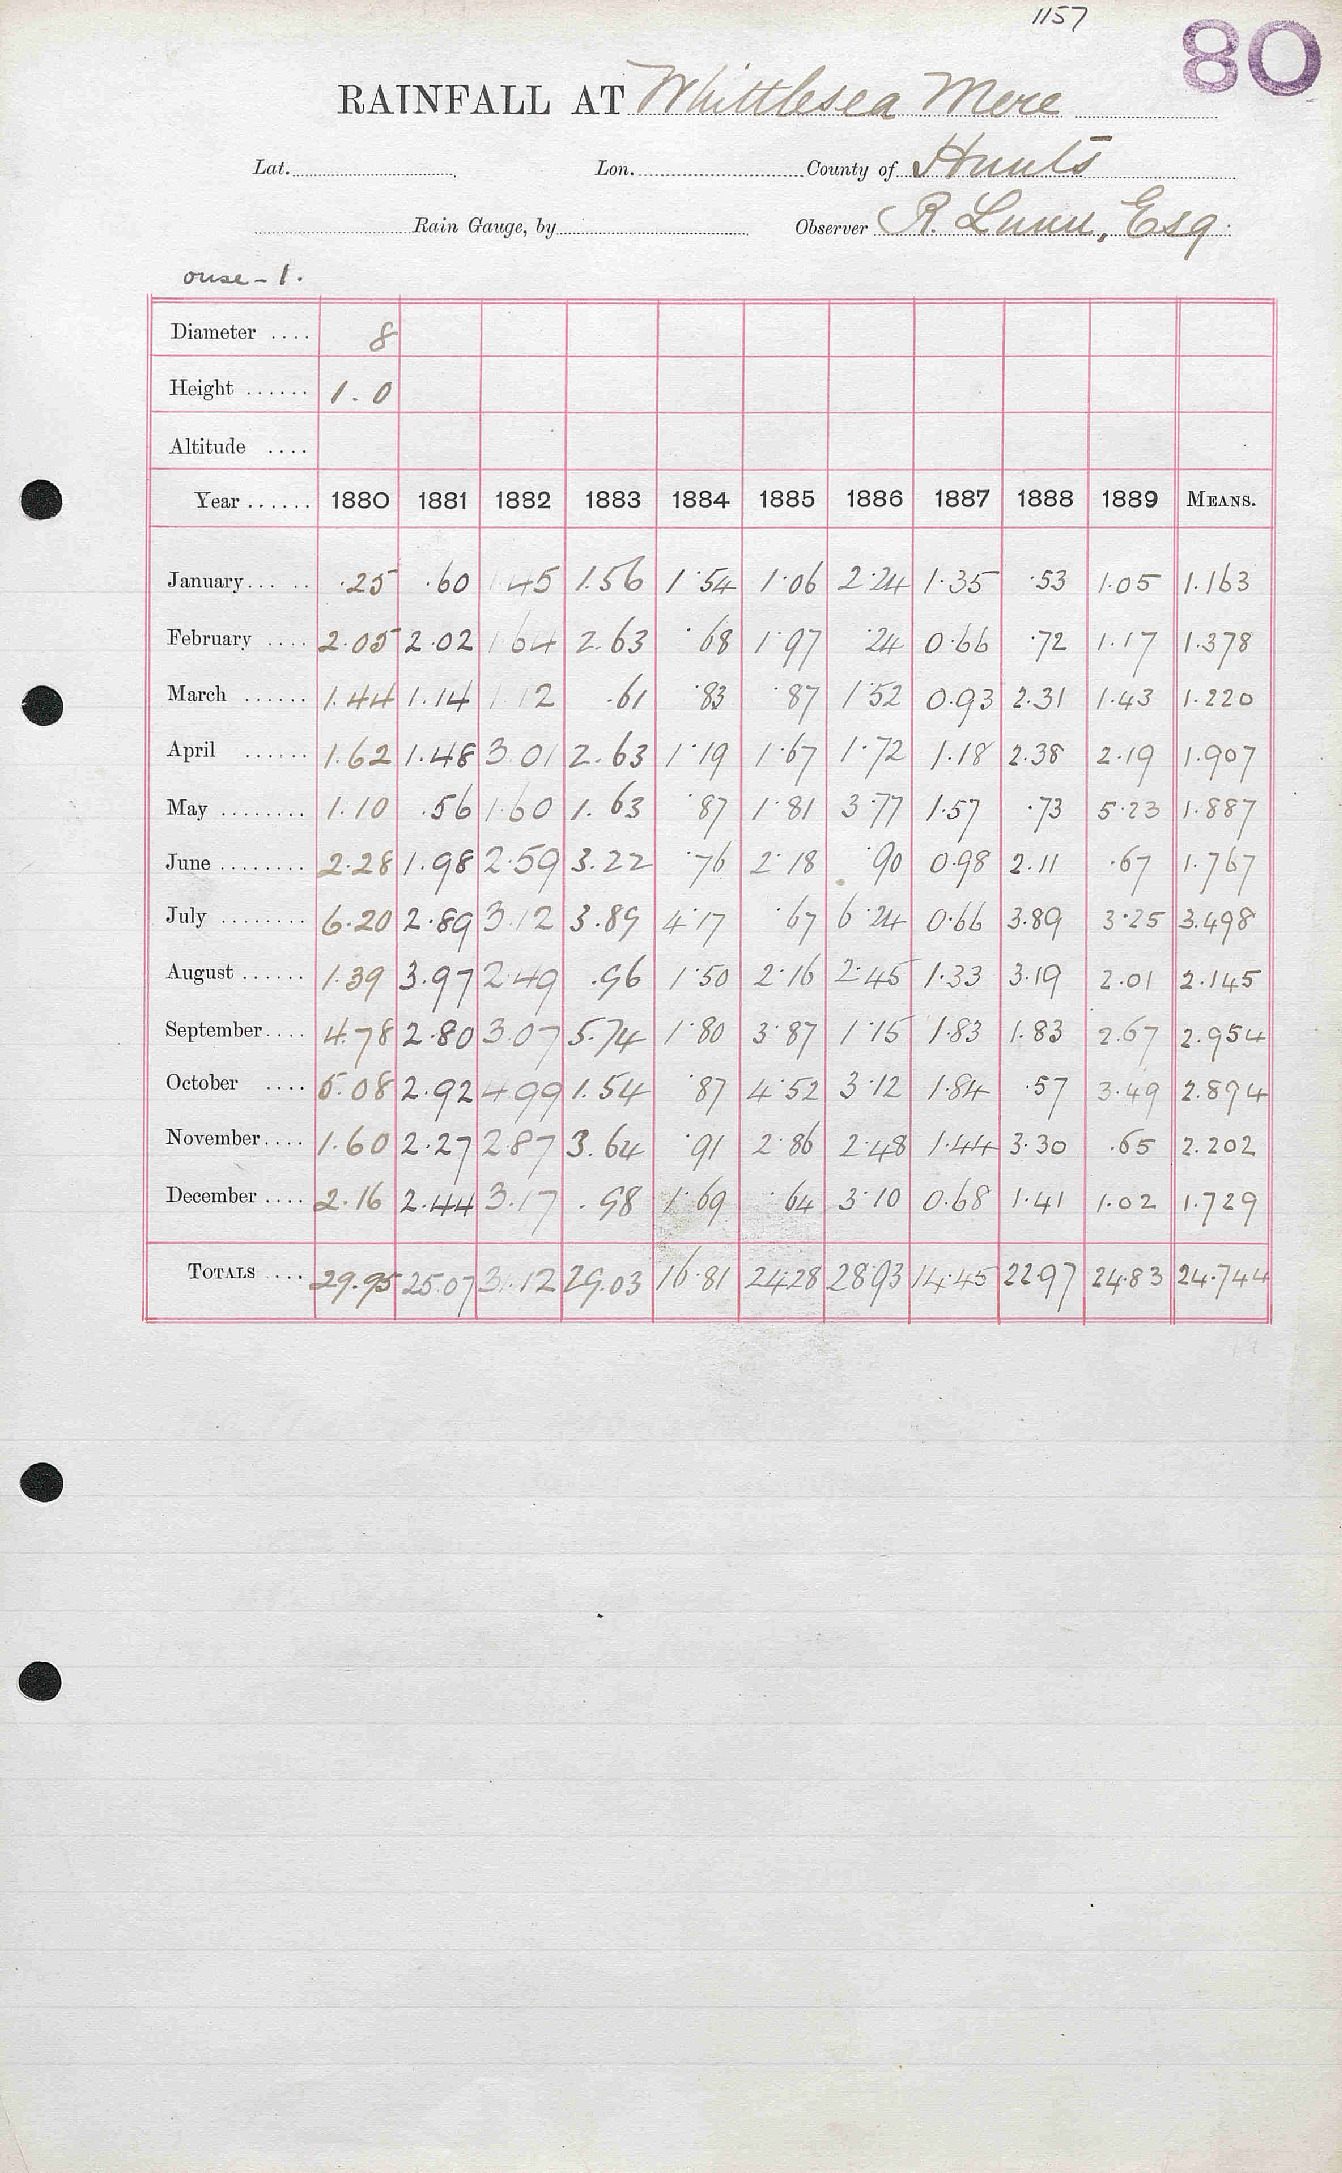 1157
80
RAINFALL AT Whittlesea Mere
Lat. Lon. County of Hunts
Rain Gauge, by Observer R. Lunn, Esq.
ouse - 1.
Diameter .... 8
Height ...... 1.0
Altitude ....
Year ...... 1880 1881 1882 1883 1884 1885 1886 1887 1888 1889 MEANS.
January ...... .25 .60 1.45 1.56 1.54 1.06 2.24 1.35 .53 1.05 1.163
February .... 2.05 2.02 1.64 2.63 .68 1.97 .24 0.66 .72 1.17 1.378
March ...... 1.44 1.14 1.12 .61 .83 .87 1.52 0.93 2.31 1.43 1.220
April ...... 1.62 1.48 3.01 2.63 1.19 1.67 1.72 1.18 2.38 2.19 1.907
May ........ 1.10 .56 1.60 1.63 .87 1.81 3.77 1.57 .73 5.23 1.887
June ........ 2.28 1.98 2.59 3.22 .76 2.18 .90 0.98 2.11 .67 1.767
July ........ 6.20 2.89 3.12 3.89 4.17 .67 6.24 0.66 3.89 3.25 3.498
August ...... 1.39 3.97 2.49 .96 1.50 2.16 2.45 1.33 3.19 2.01 2.145
September .... 4.78 2.80 3.07 5.74 1.80 3.87 1.15 1.83 1.83 2.67 2.954
October .... 5.08 2.92 4.99 1.54 .87 4.52 3.12 1.84 .57 3.49 2.894
November .... 1.60 2.27 2.87 3.64 .91 2.86 2.48 1.44 3.30 .65 2.202
December .... 2.16 2.44 3.17 .98 1.69 .64 3.10 0.68 1.41 1.02 1.729
TOTALS .... 29.95 25.07 31.12 29.03 16.81 24.28 28.93 14.45 22.97 24.83 24.744